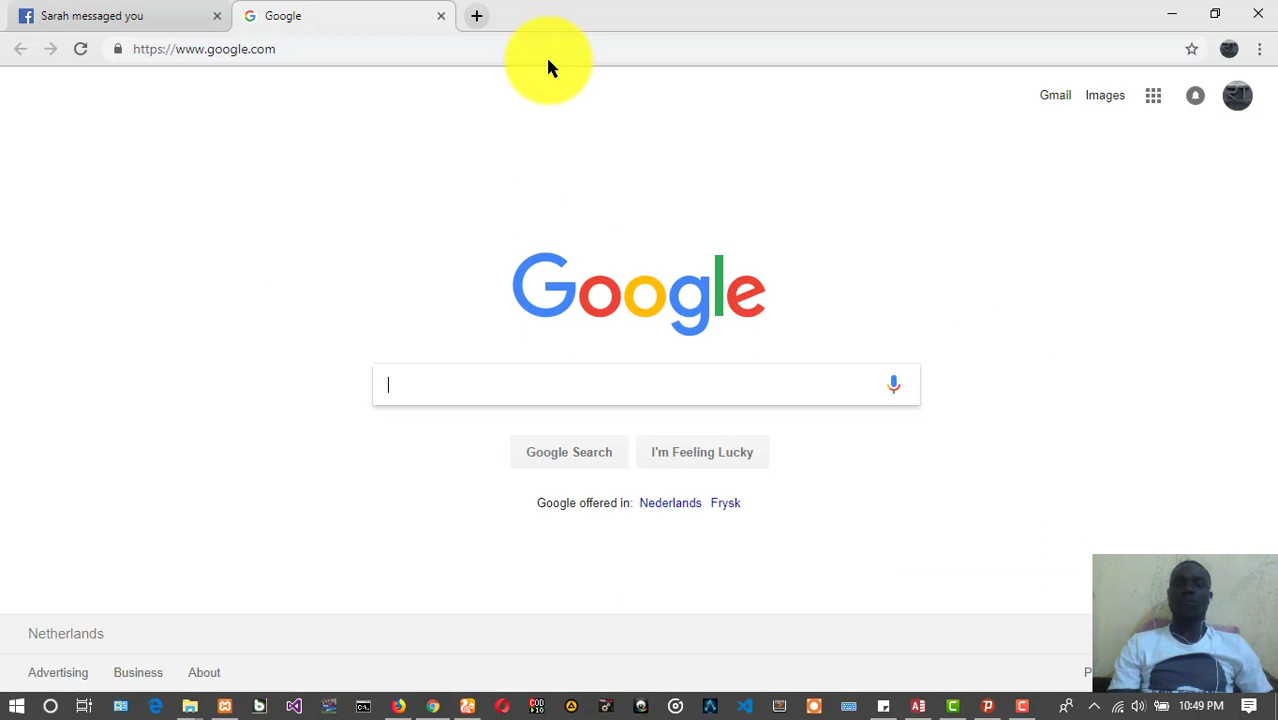 Sarah messaged you
Google
https://www.google.com
Gmail Images
RT
Google
Google Search I'm Feeling Lucky
Google offered in: Nederlands Frysk
Netherlands
Advertising Business About
10:49 PM